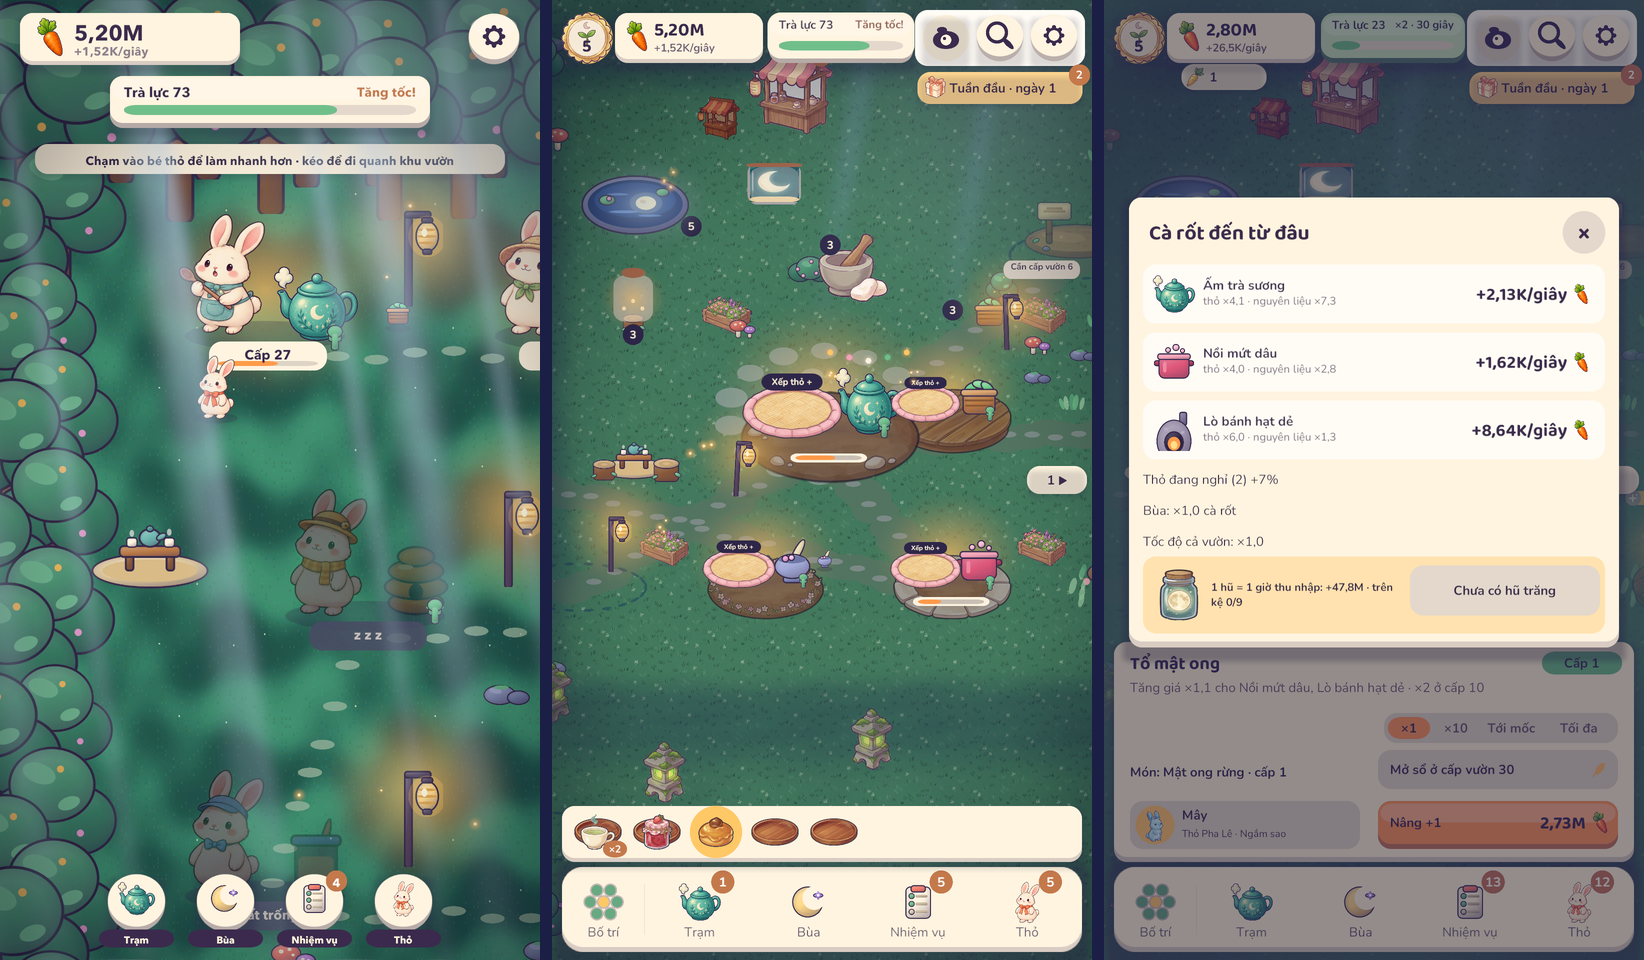 5,20M
+1,52K/giây
Trà lực 73
Tăng tốc!
Chạm vào bé thỏ để làm nhanh hơn · kéo để đi quanh khu vườn
Cấp 27
z z z
4
Trạm
Bùa
Nhiệm vụ
Thỏ
5
5,20M
+1,52K/giây
Trà lực 73
Tăng tốc!
2
Tuần đầu · ngày 1
5
3
Cần cấp vườn 6
3
3
Xếp thỏ +
Xếp thỏ +
1
Xếp thỏ +
Xếp thỏ +
×2
1
5
5
Bố trí
Trạm
Bùa
Nhiệm vụ
Thỏ
5
2,80M
+26,5K/giây
Trà lực 23
×2 · 30 giây
1
2
Tuần đầu · ngày 1
Cà rốt đến từ đâu
×
Ấm trà sương
thỏ ×4,1 · nguyên liệu ×7,3
+2,13K/giây
Nồi mứt dâu
thỏ ×4,0 · nguyên liệu ×2,8
+1,62K/giây
Lò bánh hạt dẻ
thỏ ×6,0 · nguyên liệu ×1,3
+8,64K/giây
Thỏ đang nghỉ (2) +7%
Bùa: ×1,0 cà rốt
Tốc độ cả vườn: ×1,0
1 hũ = 1 giờ thu nhập: +47,8M · trên
kệ 0/9
Chưa có hũ trăng
Tổ mật ong
Cấp 1
Tăng giá ×1,1 cho Nồi mứt dâu, Lò bánh hạt dẻ · ×2 ở cấp 10
×1
×10
Tới mốc
Tối đa
Món: Mật ong rừng · cấp 1
Mở sổ ở cấp vườn 30
Mây
Thỏ Pha Lê · Ngắm sao
Nâng +1
2,73M
13
12
Bố trí
Trạm
Bùa
Nhiệm vụ
Thỏ